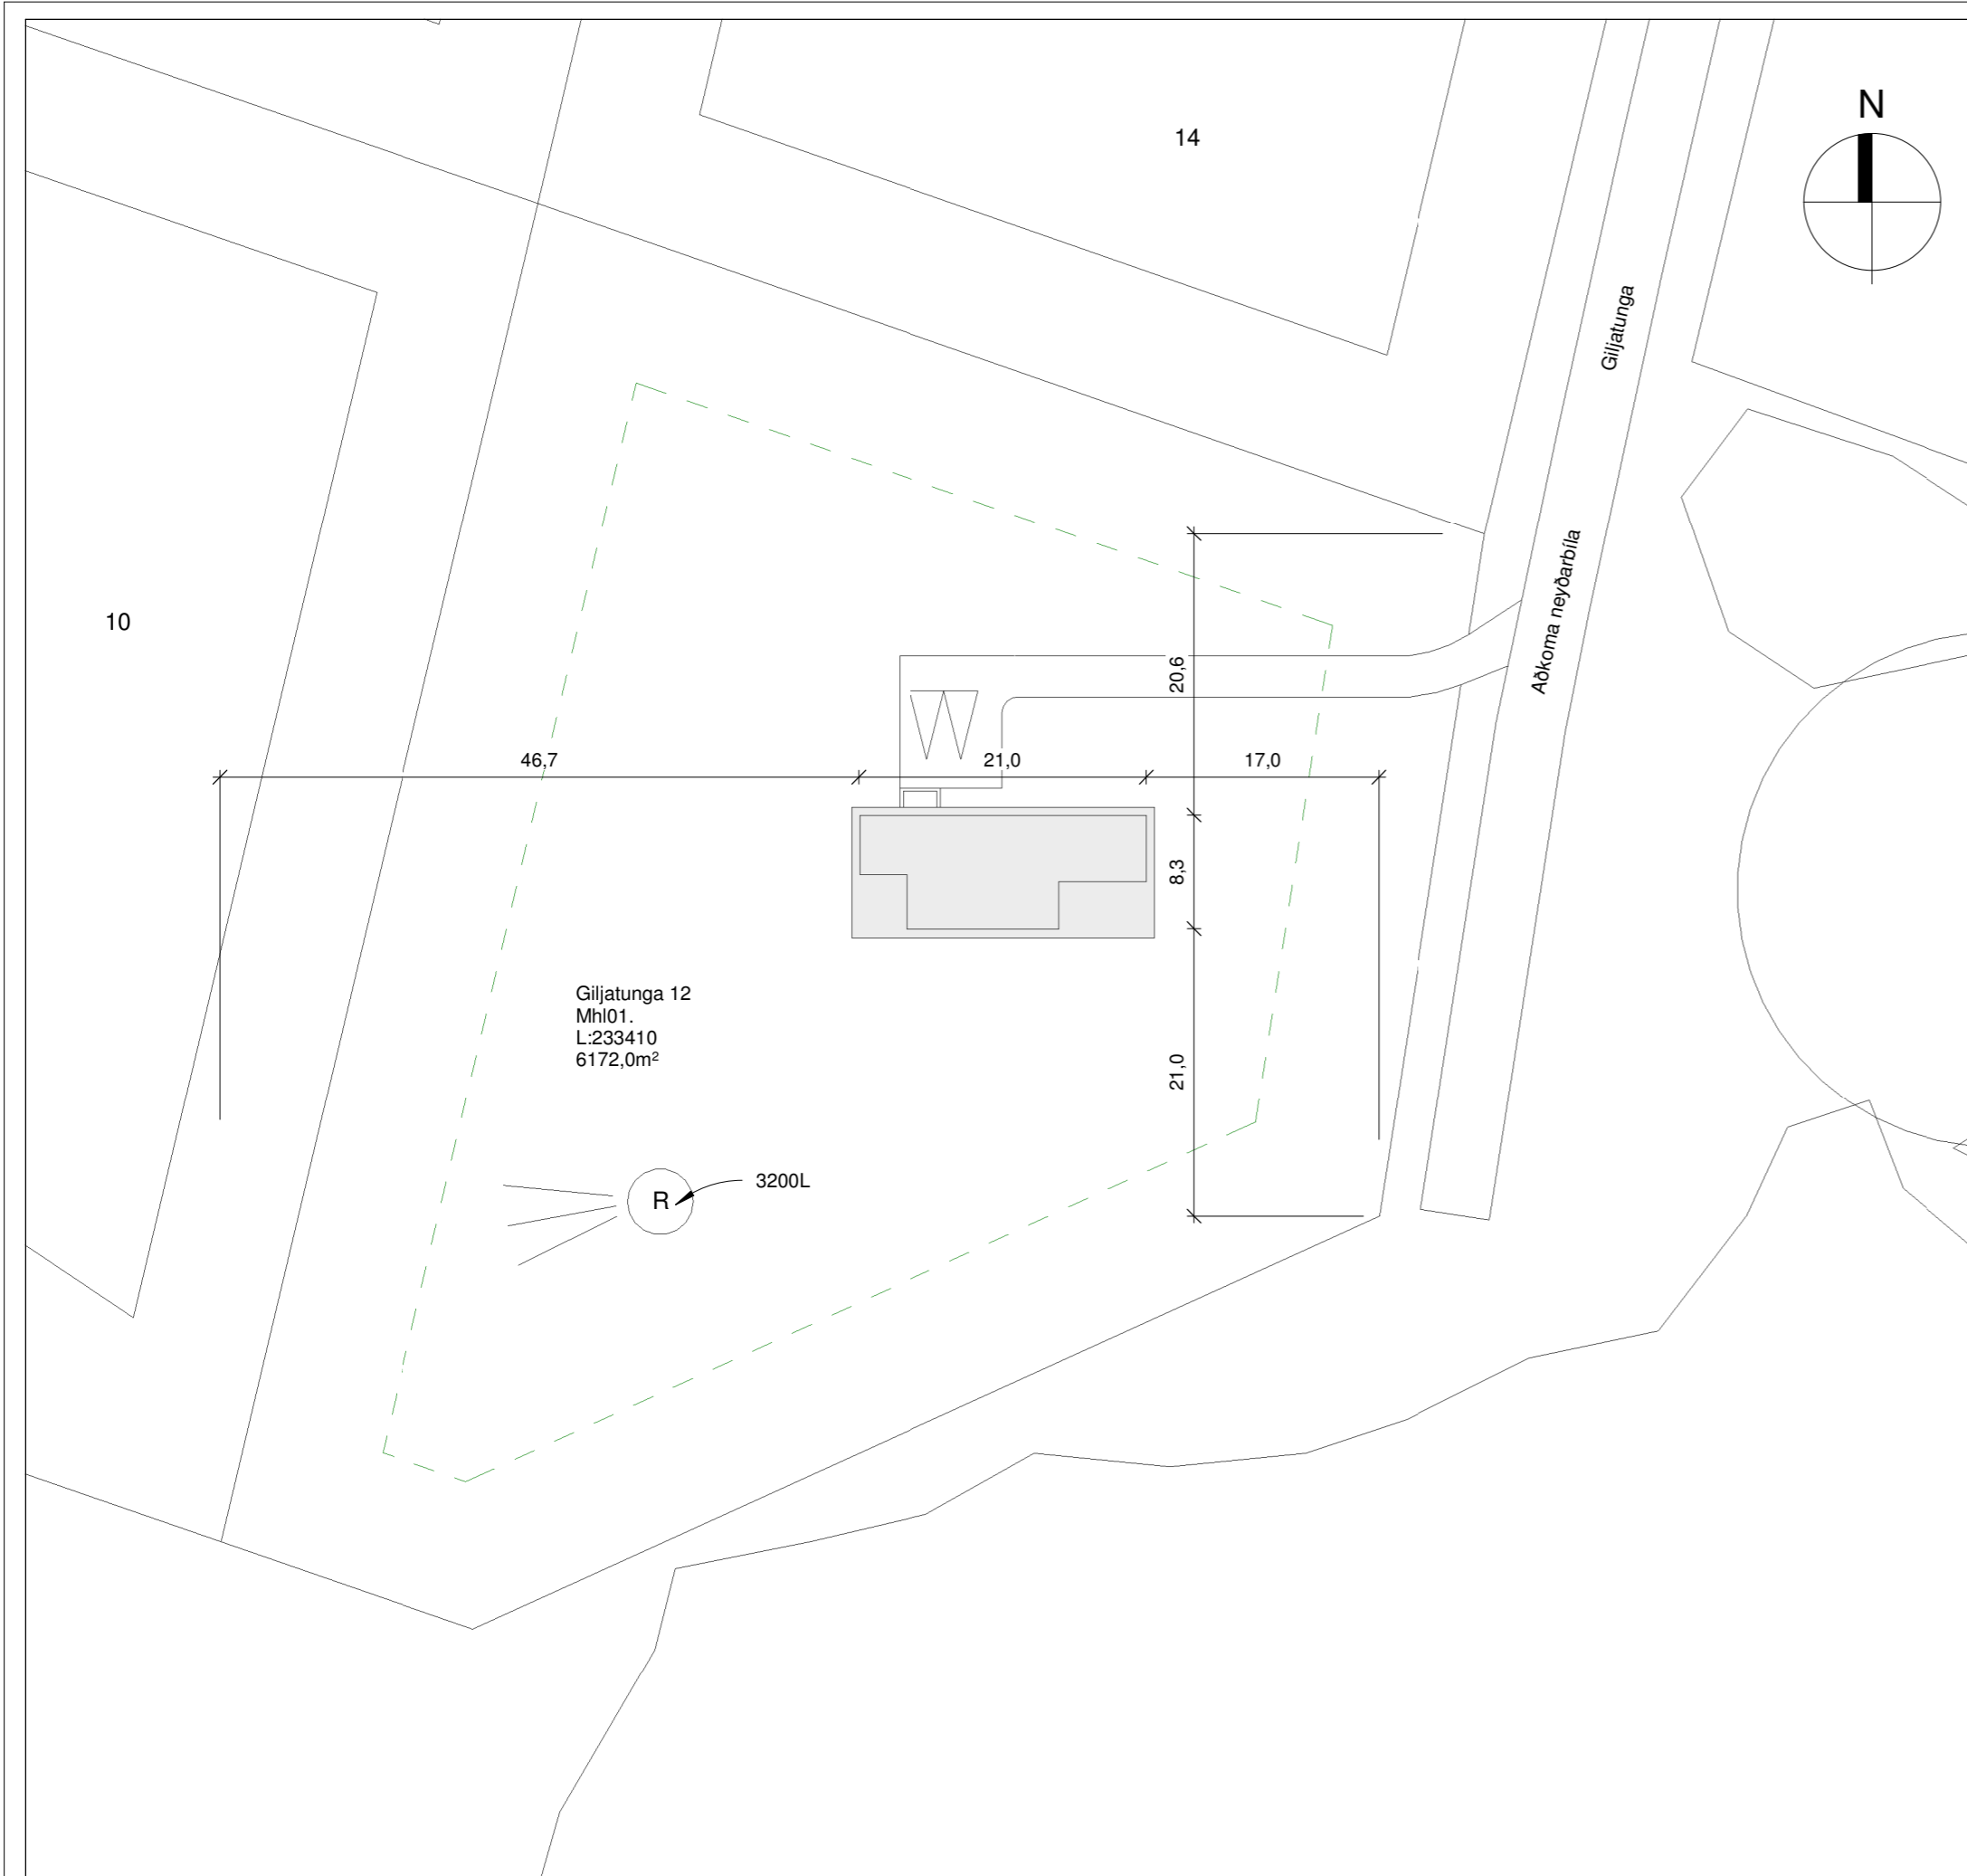 14
N
Giljatunga
10
Aðkoma neyðarbíla
20,6
46,7
21,0
17,0
8,3
Giljatunga 12
Mhl01.
L:233410
6172,0m²
21,0
R
3200L